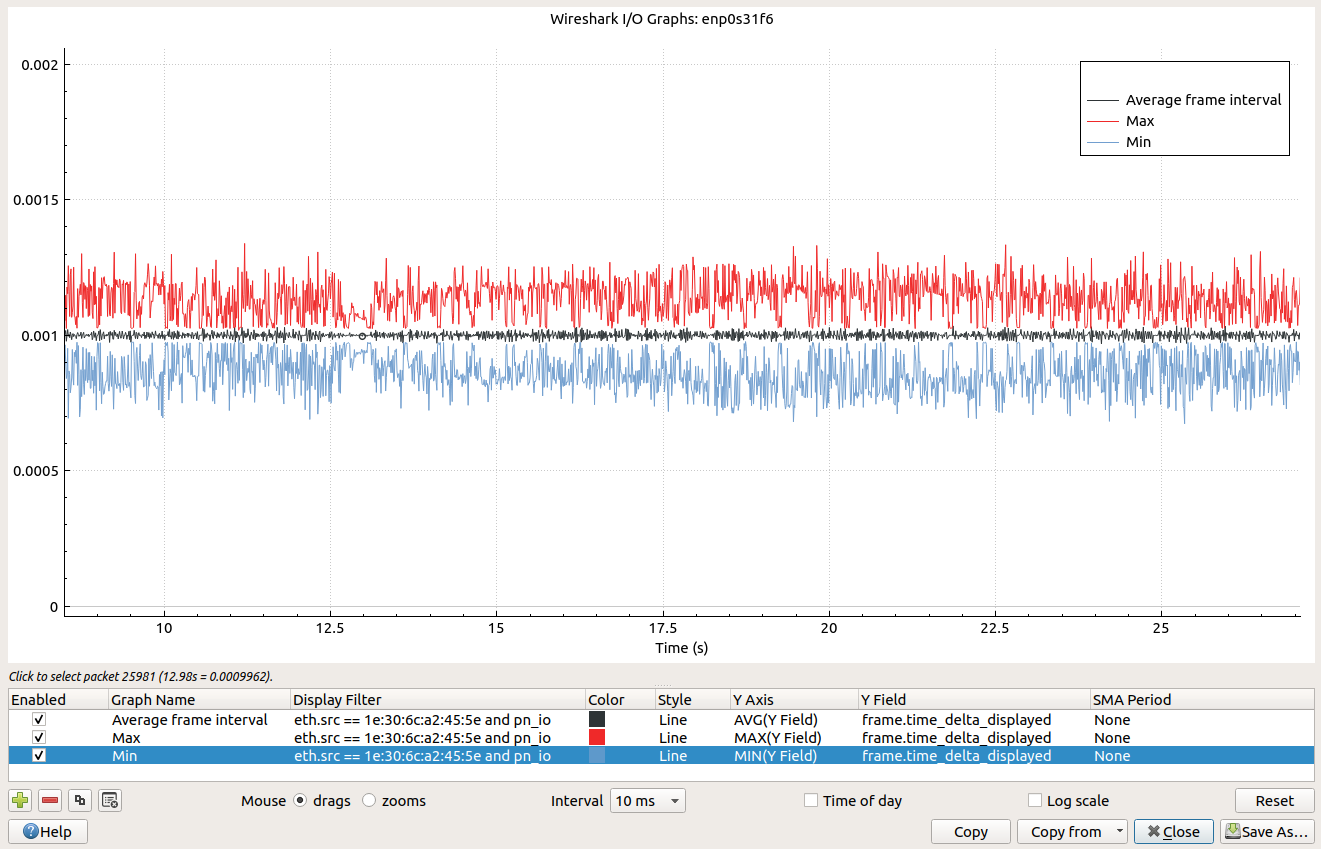 Wireshark I/O Graphs: enp0s31f6
0.002
0.0015
0.001
0.0005
0
Average frame interval
Max
Min
10 12.5 15 17.5 20 22.5 25
Time (s)
Click to select packet 25981 (12.98s = 0.0009962).
Enabled Graph Name Display Filter Color Style Y Axis Y Field SMA Period
Average frame interval eth.src == 1e:30:6c:a2:45:5e and pn_io Line AVG(Y Field) frame.time_delta_displayed None
Max eth.src == 1e:30:6c:a2:45:5e and pn_io Line MAX(Y Field) frame.time_delta_displayed None
Min eth.src == 1e:30:6c:a2:45:5e and pn_io Line MIN(Y Field) frame.time_delta_displayed None
Mouse drags zooms Interval 10 ms Time of day Log scale Reset
Help Copy Copy from Close Save As…